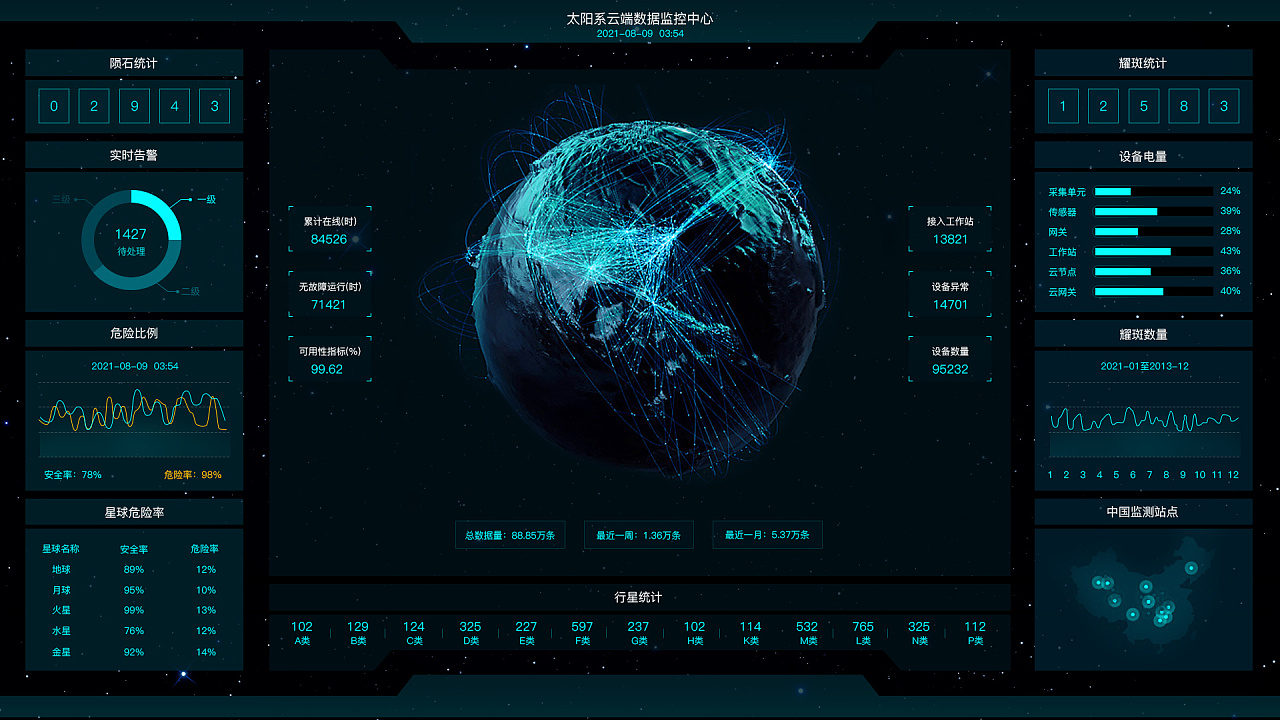 太阳系云端数据监控中心
2021-08-09 03:54
陨石统计
0 2 9 4 3
实时告警
三级
一级
1427
待处理
二级
危险比例
2021-08-09 03:54
安全率：78% 危险率：98%
星球危险率
星球名称 安全率 危险率
地球 89% 12%
月球 95% 10%
火星 99% 13%
水星 76% 12%
金星 92% 14%
累计在线(时)
84526
无故障运行(时)
71421
可用性指标(%)
99.62
接入工作站
13821
设备异常
14701
设备数量
95232
总数据量：88.85万条 最近一周：1.36万条 最近一月：5.37万条
行星统计
102 129 124 325 227 597 237 102 114 532 765 325 112
A类 B类 C类 D类 E类 F类 G类 H类 K类 M类 L类 N类 P类
耀斑统计
1 2 5 8 3
设备电量
采集单元 24%
传感器 39%
网关 28%
工作站 43%
云节点 36%
云网关 40%
耀斑数量
2021-01至2013-12
1 2 3 4 5 6 7 8 9 10 11 12
中国监测站点